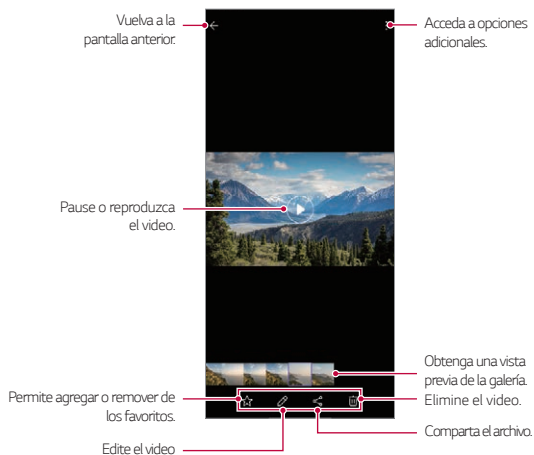 Vuelva a la
pantalla anterior.
Acceda a opciones
adicionales.
Pause o reproduzca
el video.
Obtenga una vista
previa de la galería.
Permite agregar o remover de
los favoritos.
Elimine el video.
Comparta el archivo.
Edite el video